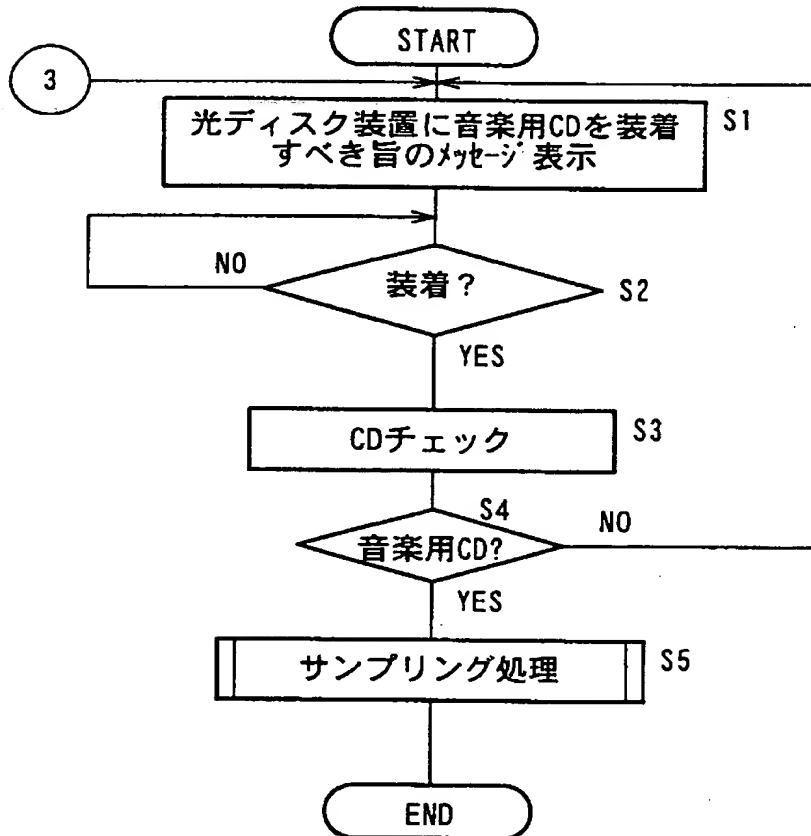 START
3
光ディスク装置に音楽用CDを装着
すべき旨のメッセージ表示
S1
NO
装着?
S2
YES
CDチェック
S3
S4
音楽用CD?
NO
YES
サンプリング処理
S5
END